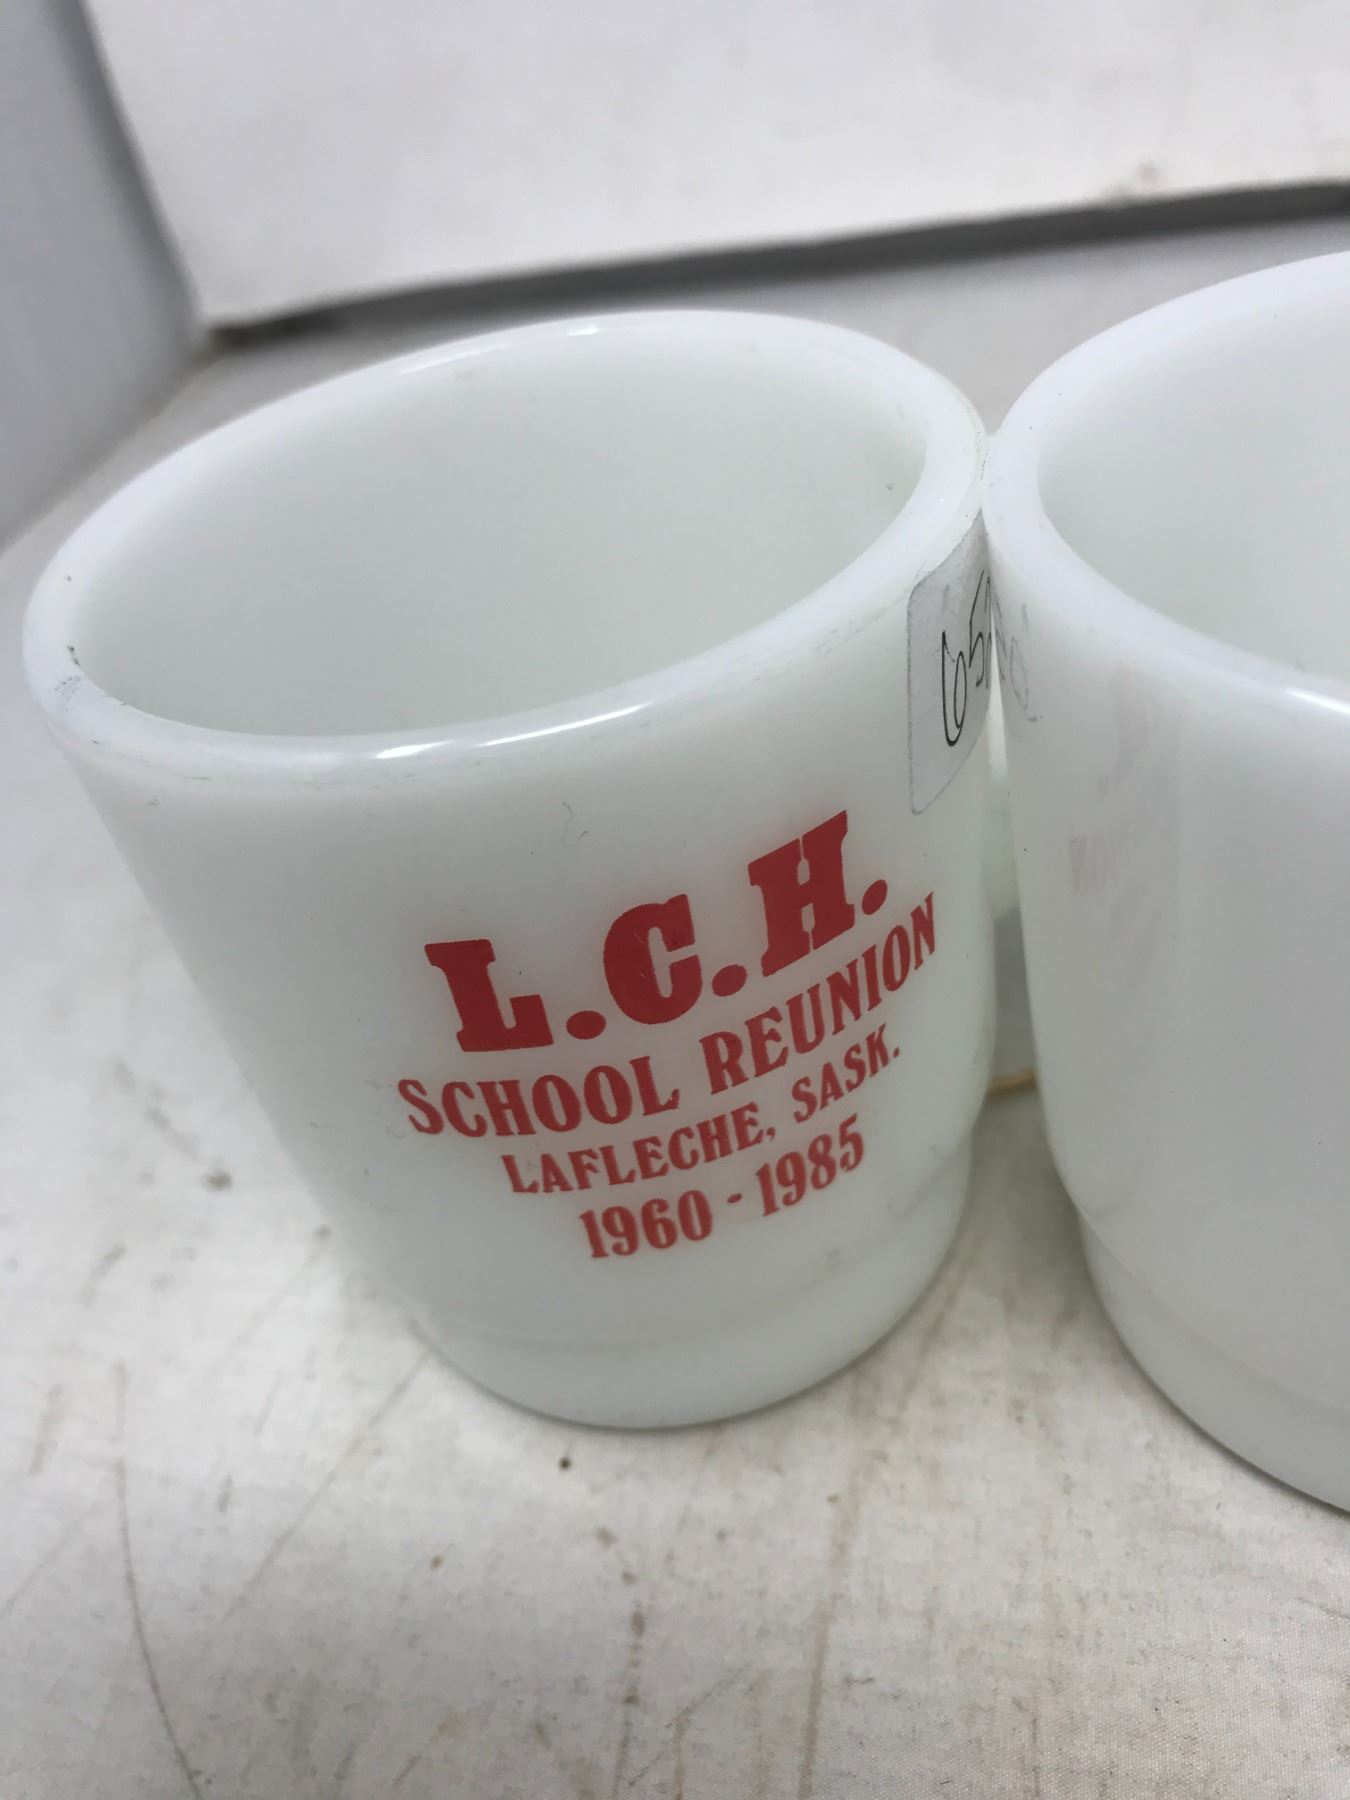 L.C.H.
SCHOOL REUNION
LAFLECHE, SASK.
1960 - 1985